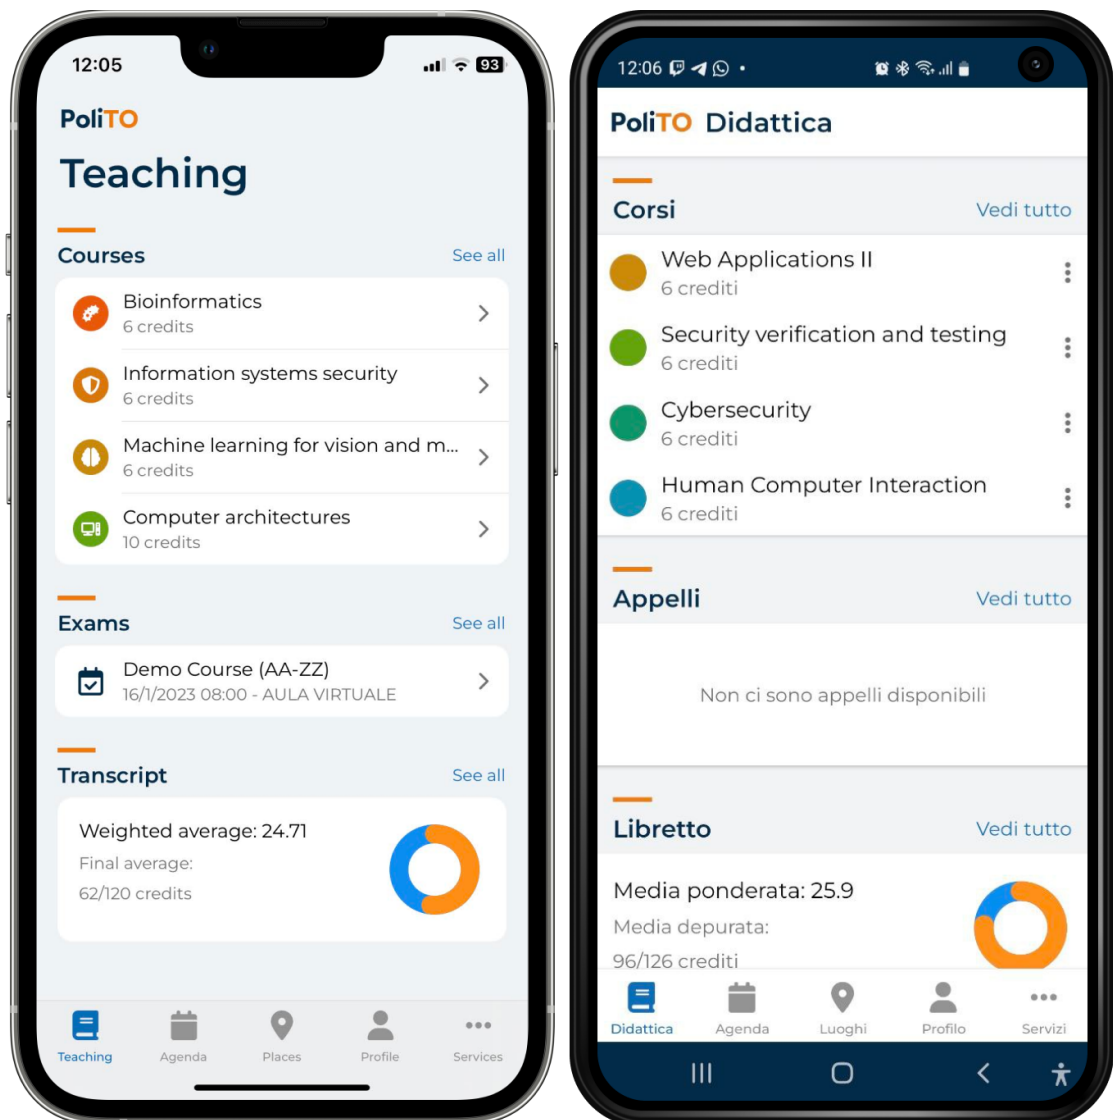 12:05
93
PoliTO
Teaching
Courses See all
Bioinformatics
6 credits
Information systems security
6 credits
Machine learning for vision and m...
6 credits
Computer architectures
10 credits
Exams See all
Demo Course (AA-ZZ)
16/1/2023 08:00 - AULA VIRTUALE
Transcript See all
Weighted average: 24.71
Final average:
62/120 credits
Teaching Agenda Places Profile Services
12:06
PoliTO Didattica
Corsi Vedi tutto
Web Applications II
6 crediti
Security verification and testing
6 crediti
Cybersecurity
6 crediti
Human Computer Interaction
6 crediti
Appelli Vedi tutto
Non ci sono appelli disponibili
Libretto Vedi tutto
Media ponderata: 25.9
Media depurata:
96/126 crediti
Didattica Agenda Luoghi Profilo Servizi